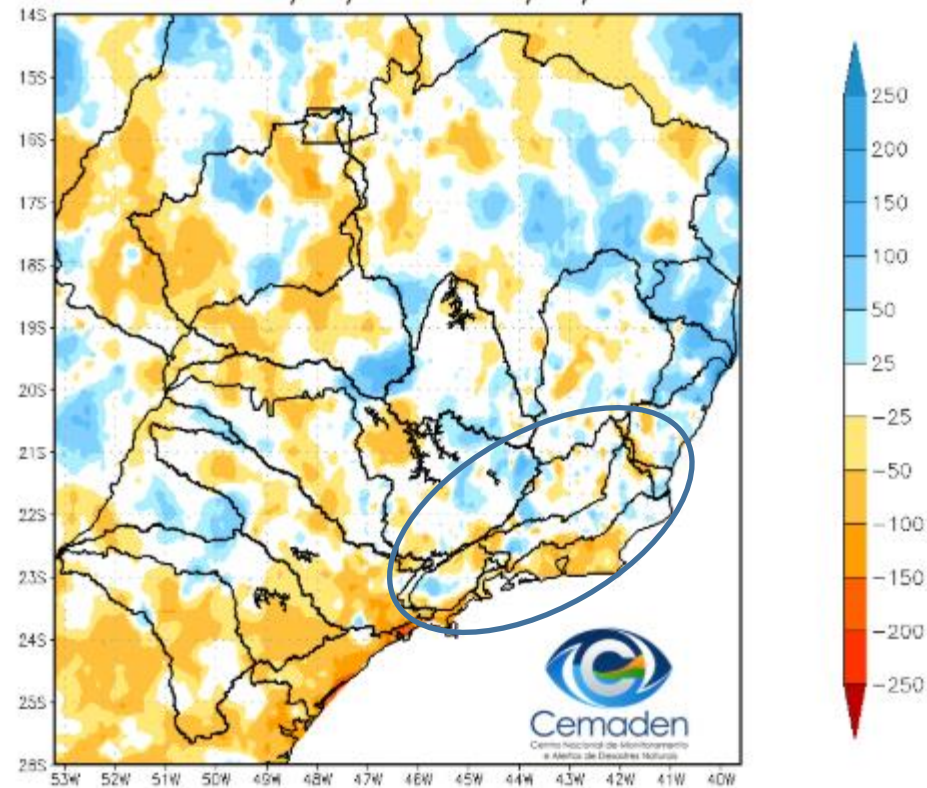 14S
15S
16S
17S
18S
19S
20S
21S
22S
23S
24S
25S
26S
53W 52W 51W 50W 49W 48W 47W 46W 45W 44W 43W 42W 41W 40W
250
200
150
100
50
25
-25
-50
-100
-150
-200
-250
Cemaden
Centro Nacional de Monitoramento
e Alertas de Desastres Naturais